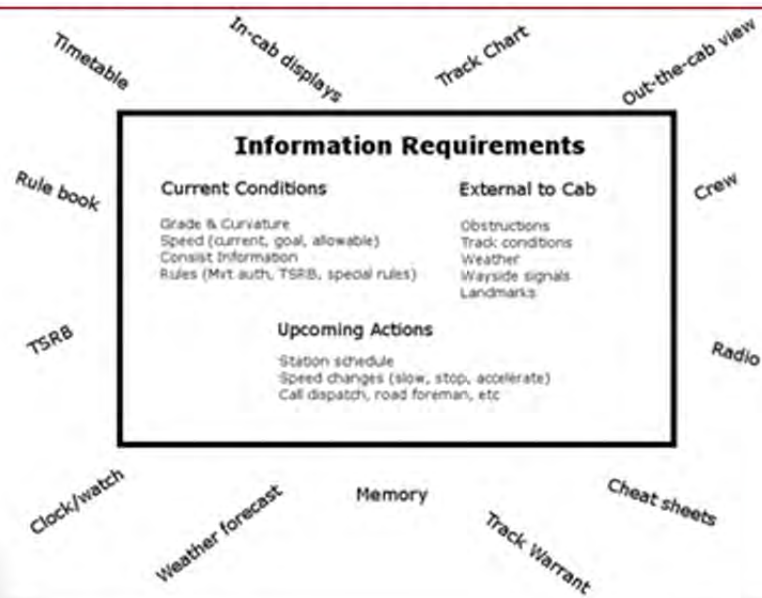 Timetable
In-cab displays
Track Chart
Out-the-cab view
Rule book
Crew
Information Requirements
Current Conditions
Grade & Curvature
Speed (current, goal, allowable)
Consist Information
Rules (Mvt auth, TSRB, special rules)
External to Cab
Obstructions
Track conditions
Weather
Wayside signals
Landmarks
Upcoming Actions
Station schedule
Speed changes (slow, stop, accelerate)
Call dispatch, road foreman, etc
TSRB
Radio
Clock/watch
Weather forecast
Memory
Track Warrant
Cheat sheets